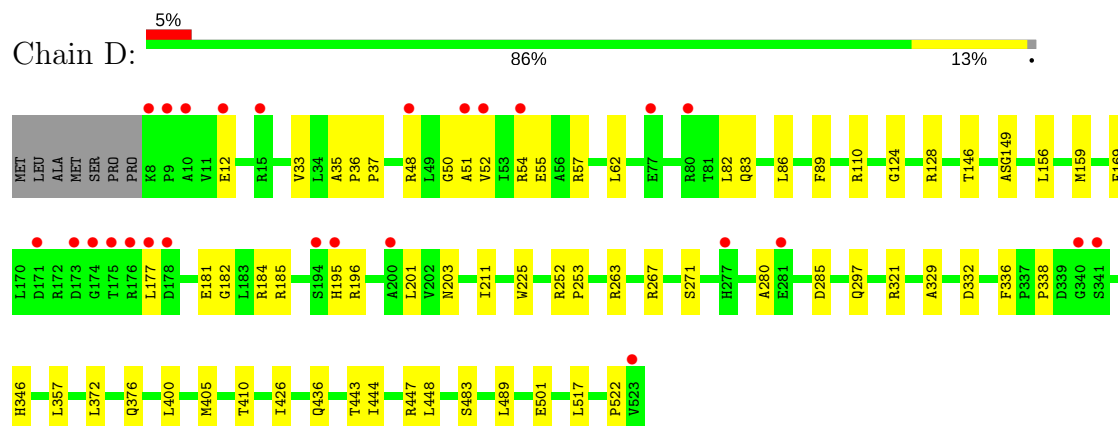 5%
Chain D:
86%
13%
•
MET
LEU
ALA
MET
SER
PRO
PRO
K8
P9
A10
V11
E12
R15
V33
L34
A35
P36
P37
R48
L49
G50
A51
V52
I53
R54
E55
A56
R57
L62
E77
R80
T81
L82
Q83
L86
F89
R110
G124
R128
T146
ASG149
L156
M159
L170
D171
R172
D173
G174
T175
R176
L177
D178
E181
G182
L183
R184
R185
S194
H195
R196
A200
L201
V202
N203
I211
W225
R252
P253
R263
R267
S271
H277
A280
E281
D285
Q297
R321
A329
D332
F336
P337
P338
D339
G340
S341
H346
L357
L372
Q376
L400
M405
T410
I426
Q436
T443
I444
R447
L448
S483
L489
E501
L517
P522
V523